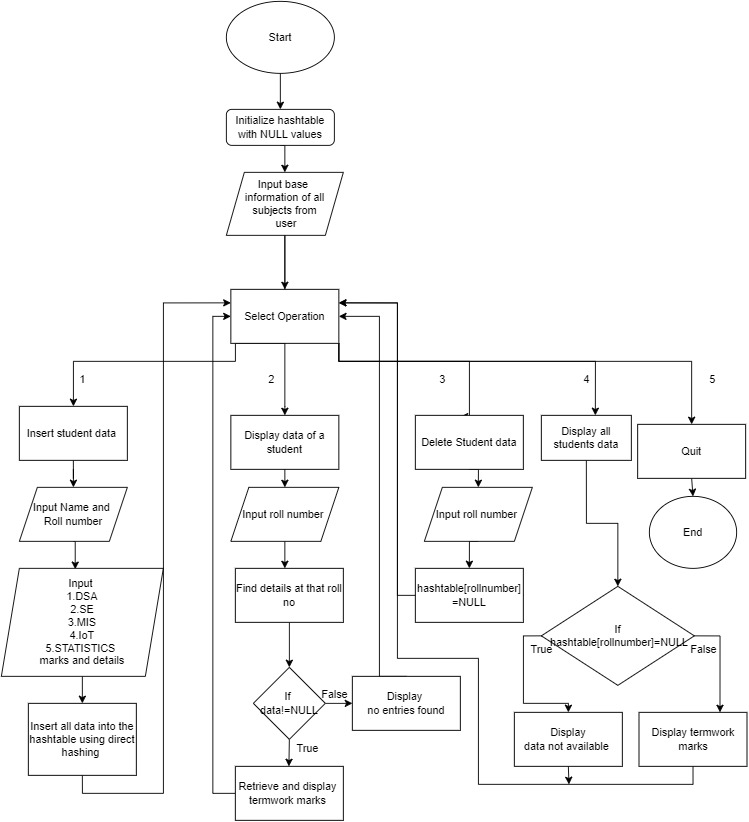 Start
Initialize hashtable
with NULL values
Input base
information of all
subjects from
user
Select Operation
1
2
3
4
5
Insert student data
Display data of a
student
Delete Student data
Display all
students data
Quit
Input Name and
Roll number
Input roll number
Input roll number
End
Input
1.DSA
2.SE
3.MIS
4.IoT
5.STATISTICS
marks and details
Find details at that roll
no
hashtable[rollnumber]
=NULL
If
hashtable[rollnumber]=NULL
True
False
Insert all data into the
hashtable using direct
hashing
If
data!=NULL
False
True
Display
no entries found
Display
data not available
Display termwork
marks
Retrieve and display
termwork marks